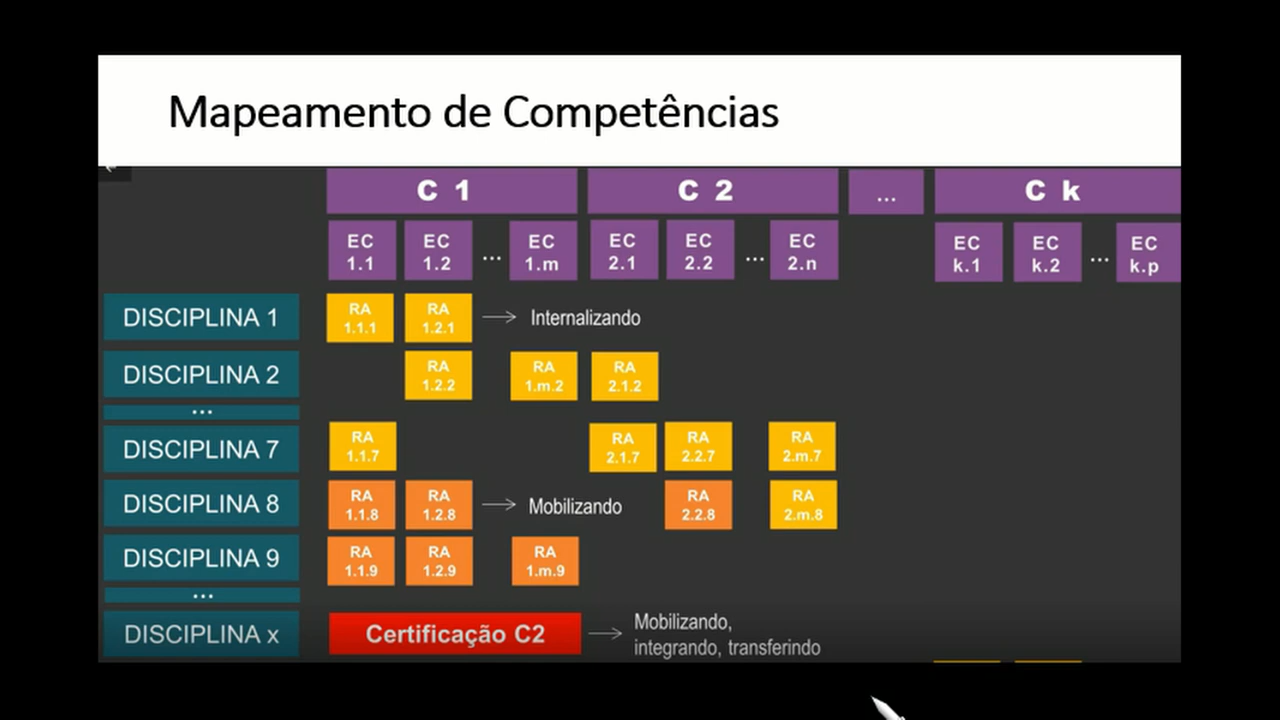 Mapeamento de Competências
C 1
C 2
...
C k
EC
1.1
EC
1.2
...
EC
1.m
EC
2.1
EC
2.2
...
EC
2.n
EC
k.1
EC
k.2
...
EC
k.p
DISCIPLINA 1
RA
1.1.1
RA
1.2.1
Internalizando
DISCIPLINA 2
RA
1.2.2
RA
1.m.2
RA
2.1.2
...
DISCIPLINA 7
RA
1.1.7
RA
2.1.7
RA
2.2.7
RA
2.m.7
DISCIPLINA 8
RA
1.1.8
RA
1.2.8
Mobilizando
RA
2.2.8
RA
2.m.8
DISCIPLINA 9
RA
1.1.9
RA
1.2.9
RA
1.m.9
...
DISCIPLINA x
Certificação C2
Mobilizando,
integrando, transferindo